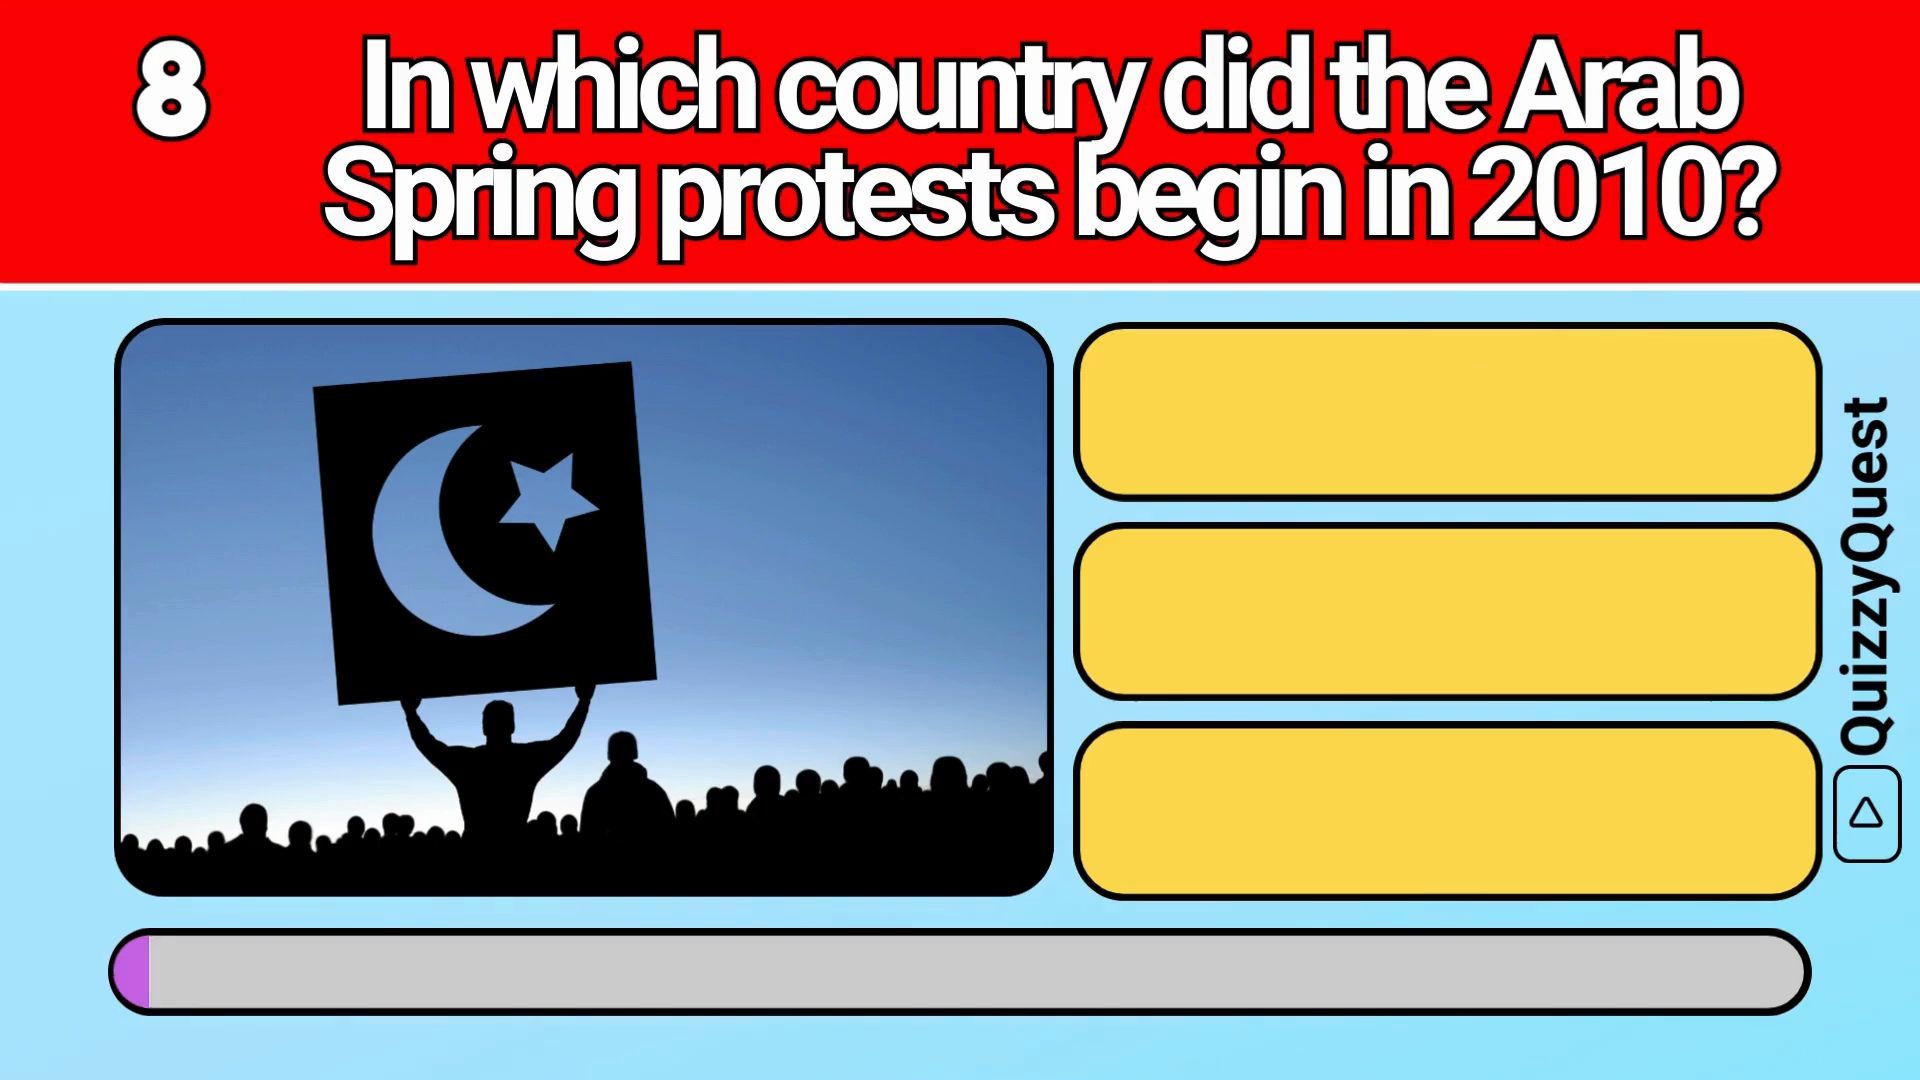 8
In which country did the Arab
Spring protests begin in 2010?
QuizzyQuest